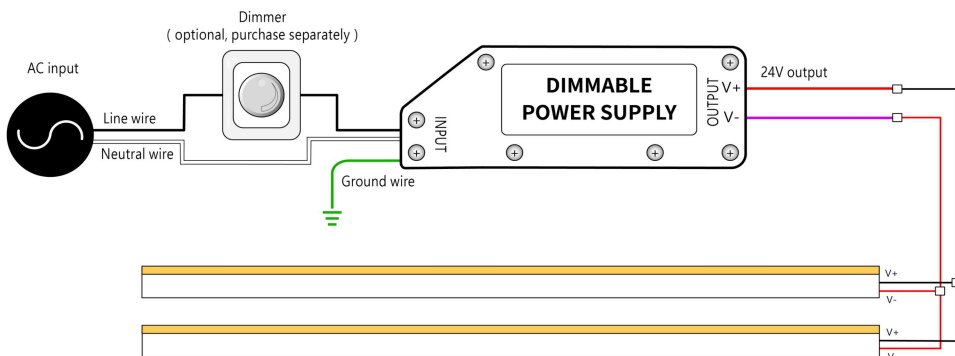 Dimmer
( optional, purchase separately )
AC input
Line wire
Neutral wire
Ground wire
INPUT
DIMMABLE
POWER SUPPLY
OUTPUT
V+
V-
24V output
V+
V-
V+